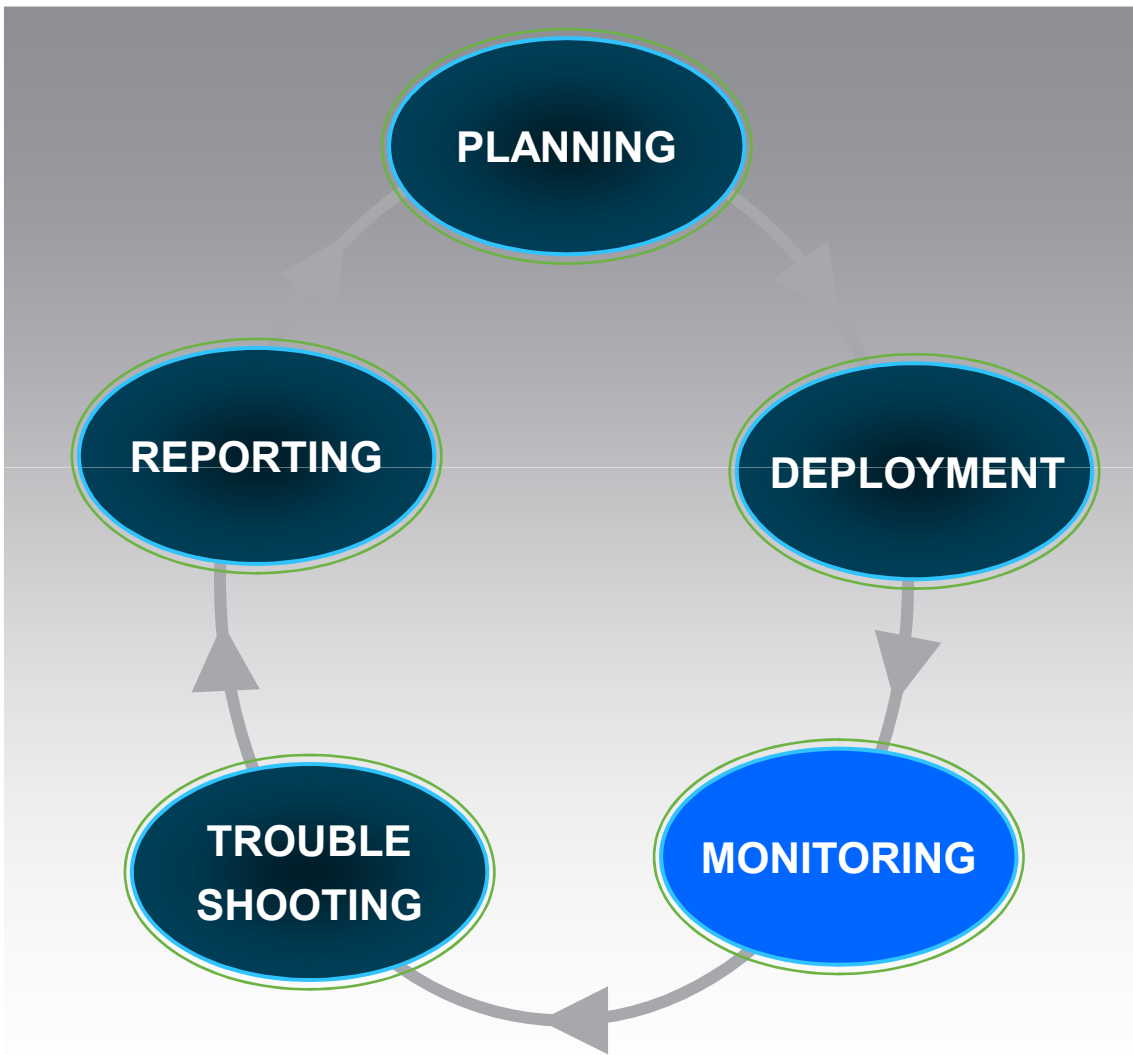 PLANNING
REPORTING
DEPLOYMENT
TROUBLE
SHOOTING
MONITORING